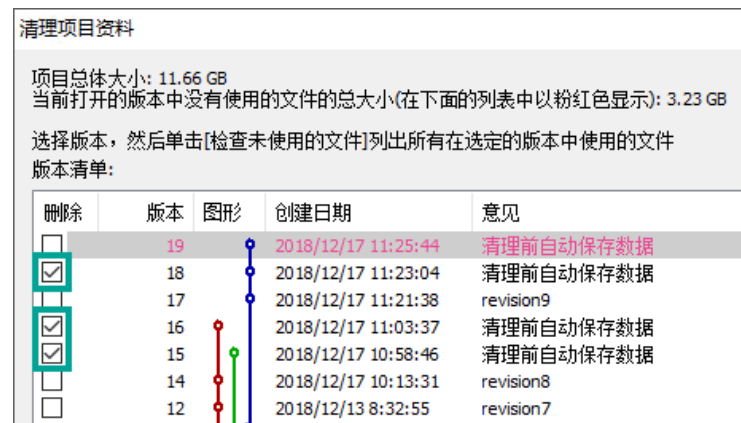 清理项目资料
项目总体大小: 11.66 GB
当前打开的版本中没有使用的文件的总大小(在下面的列表中以粉红色显示): 3.23 GB
选择版本，然后单击[检查未使用的文件]列出所有在选定的版本中使用的文件
版本清单:
删除 版本 图形 创建日期 意见
19 2018/12/17 11:25:44 清理前自动保存数据
18 2018/12/17 11:23:04 清理前自动保存数据
17 2018/12/17 11:21:38 revision9
16 2018/12/17 11:03:37 清理前自动保存数据
15 2018/12/17 10:58:46 清理前自动保存数据
14 2018/12/17 10:13:31 revision8
12 2018/12/13 8:32:55 revision7